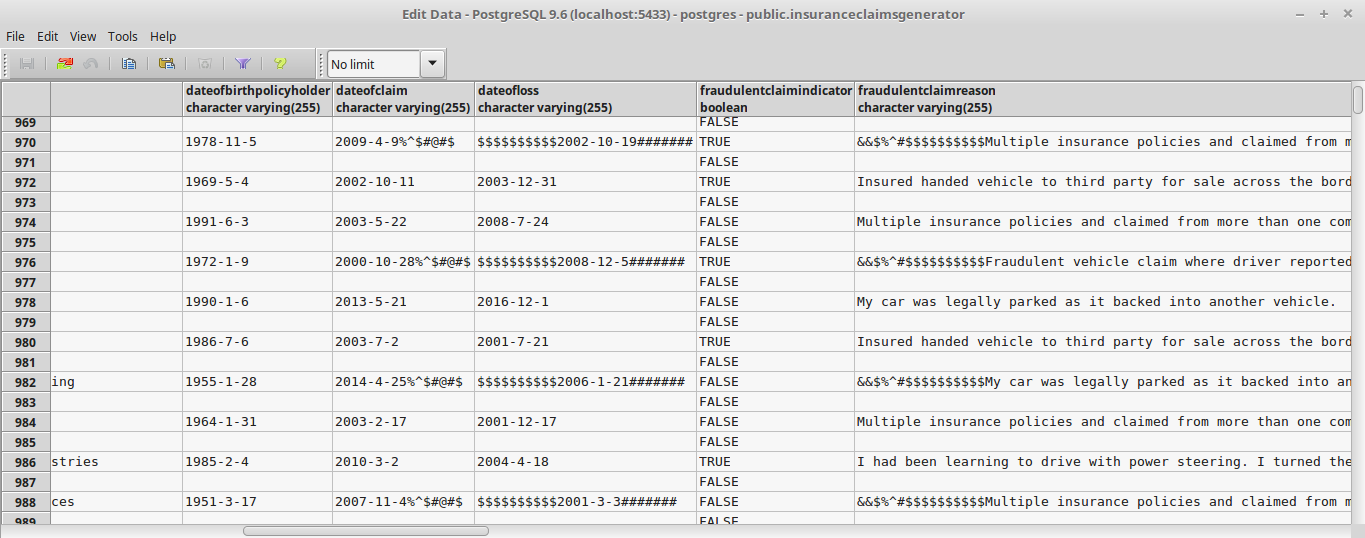 Edit Data - PostgreSQL 9.6 (localhost:5433) - postgres - public.insuranceclaimsgenerator
File Edit View Tools Help
No limit
dateofbirthpolicyholder dateofclaim dateofloss fraudulentclaimindicator fraudulentclaimreason
character varying(255) character varying(255) character varying(255) boolean character varying(255)
969 FALSE
970 1978-11-5 2009-4-9%^$#@#$ $$$$$$$$$$2002-10-19####### TRUE &&$%^#$$$$$$$$$$Multiple insurance policies and claimed from m
971 FALSE
972 1969-5-4 2002-10-11 2003-12-31 TRUE Insured handed vehicle to third party for sale across the bord
973 FALSE
974 1991-6-3 2003-5-22 2008-7-24 FALSE Multiple insurance policies and claimed from more than one com
975 FALSE
976 1972-1-9 2000-10-28%^$#@#$ $$$$$$$$$$2008-12-5####### TRUE &&$%^#$$$$$$$$$$Fraudulent vehicle claim where driver reported
977 FALSE
978 1990-1-6 2013-5-21 2016-12-1 FALSE My car was legally parked as it backed into another vehicle.
979 FALSE
980 1986-7-6 2003-7-2 2001-7-21 TRUE Insured handed vehicle to third party for sale across the bord
981 FALSE
982 ing 1955-1-28 2014-4-25%^$#@#$ $$$$$$$$$$2006-1-21####### FALSE &&$%^#$$$$$$$$$$My car was legally parked as it backed into an
983 FALSE
984 1964-1-31 2003-2-17 2001-12-17 FALSE Multiple insurance policies and claimed from more than one com
985 FALSE
986 stries 1985-2-4 2010-3-2 2004-4-18 TRUE I had been learning to drive with power steering. I turned the
987 FALSE
988 ces 1951-3-17 2007-11-4%^$#@#$ $$$$$$$$$$2001-3-3####### FALSE &&$%^#$$$$$$$$$$Multiple insurance policies and claimed from m
989 FALSE